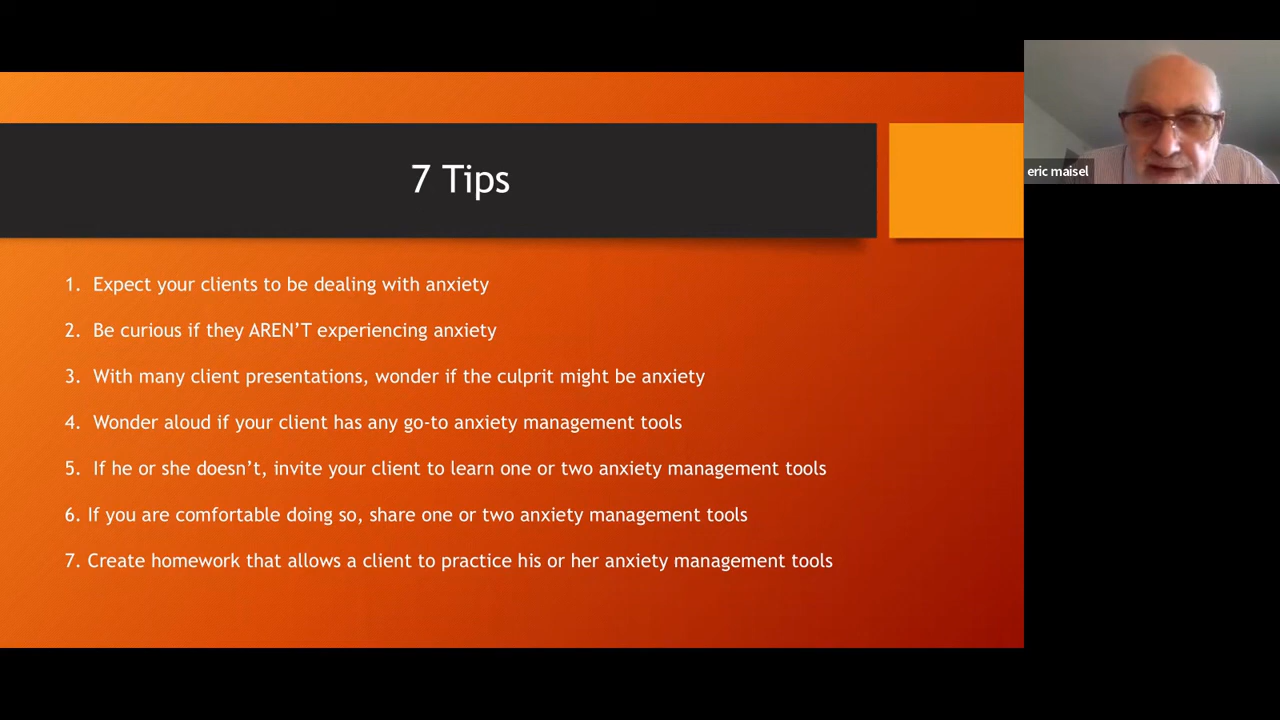 7 Tips
eric maisel
1. Expect your clients to be dealing with anxiety
2. Be curious if they AREN’T experiencing anxiety
3. With many client presentations, wonder if the culprit might be anxiety
4. Wonder aloud if your client has any go-to anxiety management tools
5. If he or she doesn’t, invite your client to learn one or two anxiety management tools
6. If you are comfortable doing so, share one or two anxiety management tools
7. Create homework that allows a client to practice his or her anxiety management tools